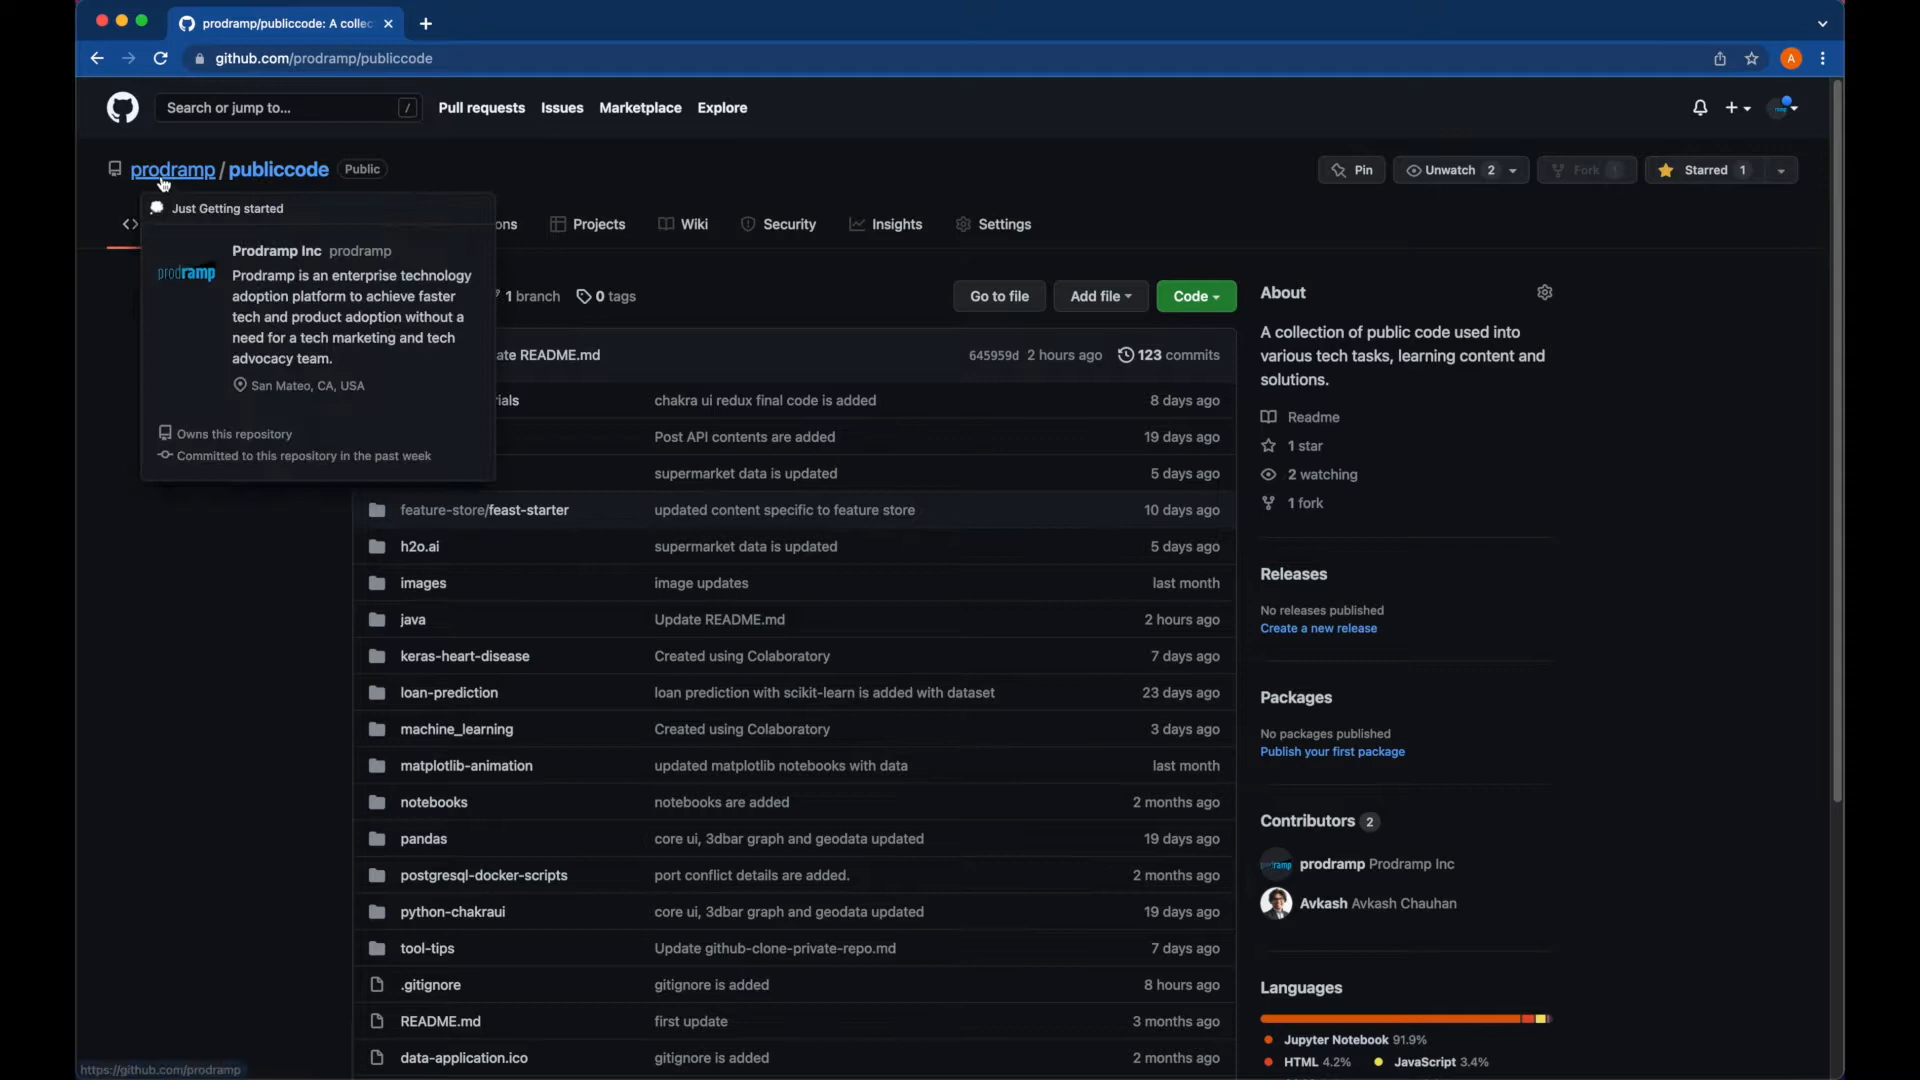 prodramp/publiccode: A collec
github.com/prodramp/publiccode
A
Search or jump to...
/
Pull requests
Issues
Marketplace
Explore
prodramp / publiccode
Public
Pin
Unwatch 2
Fork 1
Starred 1
Just Getting started
ons
Projects
Wiki
Security
Insights
Settings
Prodramp Inc prodramp
prodramp
Prodramp is an enterprise technology
adoption platform to achieve faster
tech and product adoption without a
need for a tech marketing and tech
advocacy team.
San Mateo, CA, USA
Owns this repository
Committed to this repository in the past week
1 branch
0 tags
Go to file
Add file
Code
ate README.md
645959d 2 hours ago
123 commits
rials
chakra ui redux final code is added
8 days ago
Post API contents are added
19 days ago
supermarket data is updated
5 days ago
feature-store/feast-starter
updated content specific to feature store
10 days ago
h2o.ai
supermarket data is updated
5 days ago
images
image updates
last month
java
Update README.md
2 hours ago
keras-heart-disease
Created using Colaboratory
7 days ago
loan-prediction
loan prediction with scikit-learn is added with dataset
23 days ago
machine_learning
Created using Colaboratory
3 days ago
matplotlib-animation
updated matplotlib notebooks with data
last month
notebooks
notebooks are added
2 months ago
pandas
core ui, 3dbar graph and geodata updated
19 days ago
postgresql-docker-scripts
port conflict details are added.
2 months ago
python-chakraui
core ui, 3dbar graph and geodata updated
19 days ago
tool-tips
Update github-clone-private-repo.md
7 days ago
.gitignore
gitignore is added
8 hours ago
README.md
first update
3 months ago
data-application.ico
gitignore is added
2 months ago
About
A collection of public code used into
various tech tasks, learning content and
solutions.
Readme
1 star
2 watching
1 fork
Releases
No releases published
Create a new release
Packages
No packages published
Publish your first package
Contributors 2
prodramp Prodramp Inc
Avkash Avkash Chauhan
Languages
Jupyter Notebook 91.9%
HTML 4.2%
JavaScript 3.4%
https://github.com/prodramp